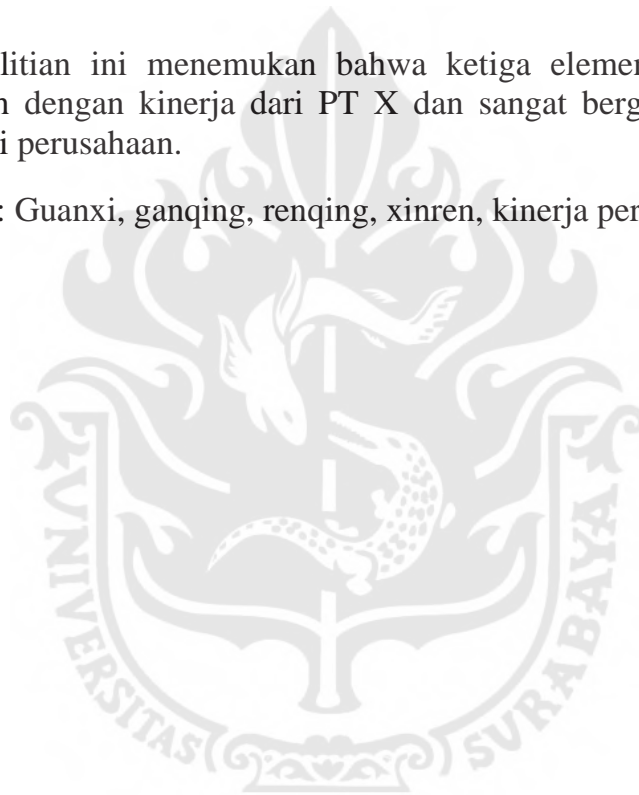 litian ini menemukan bahwa ketiga elemen
n dengan kinerja dari PT X dan sangat berg
i perusahaan.
: Guanxi, ganqing, renqing, xinren, kinerja per
UNIVERSITAS SURABAYA